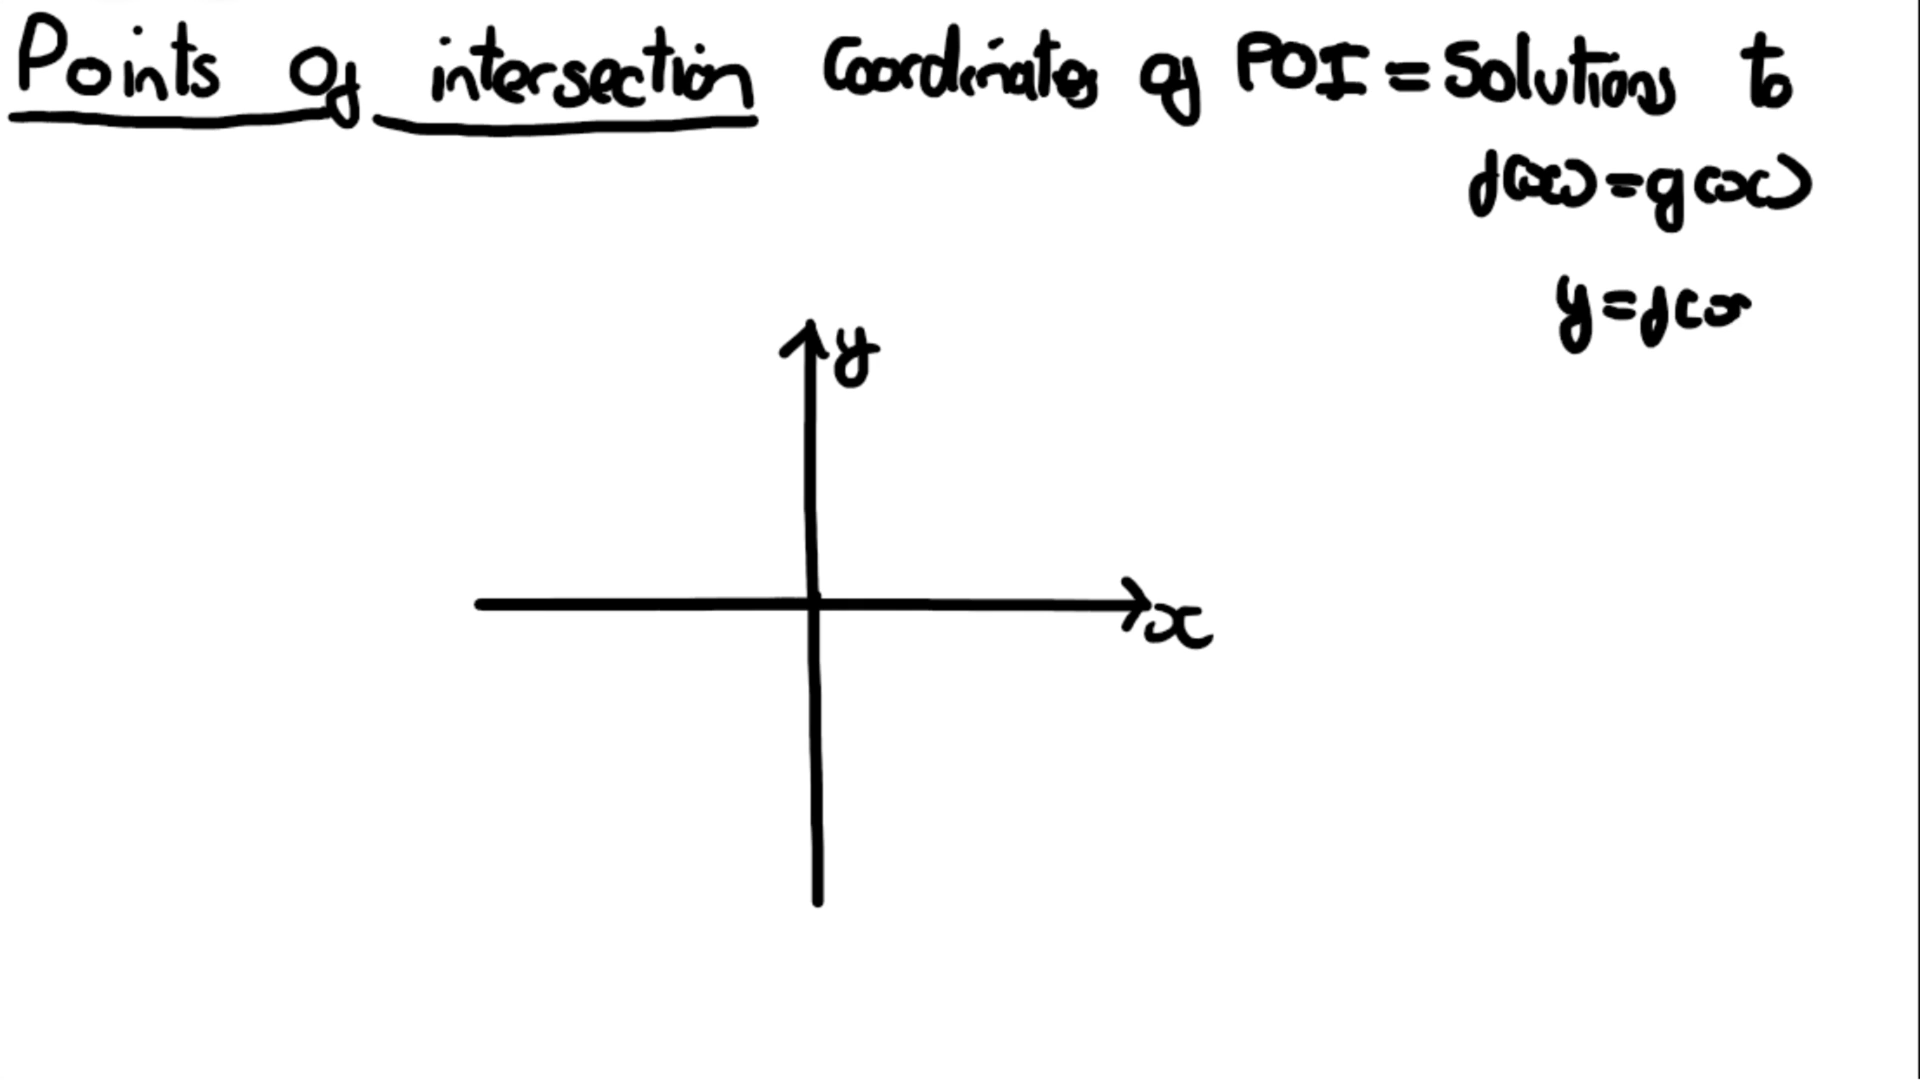 Points of intersection Coordinates of POI = Solutions to
f(x) = g(x)
y = f(x
y
x